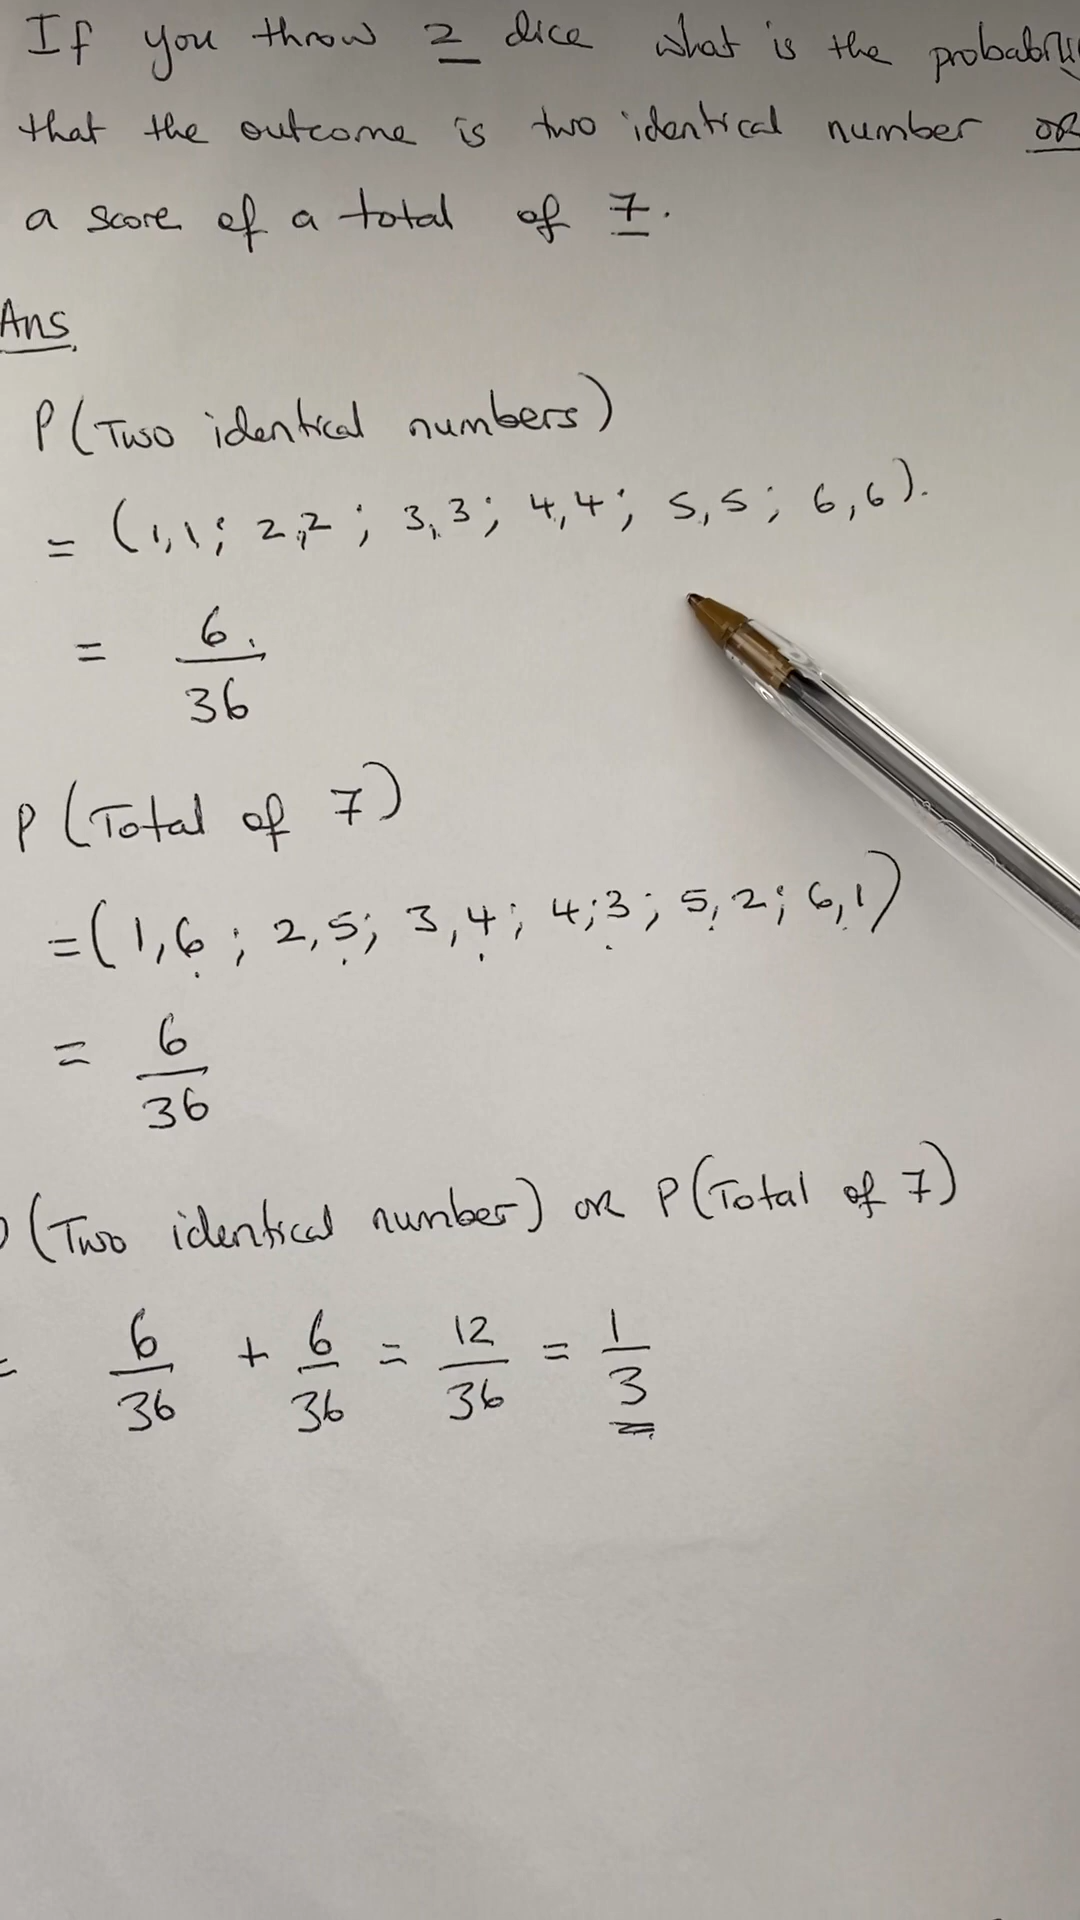 If you throw 2 dice what is the probability
that the outcome is two identical number OR
a score of a total of 7.
Ans.
P(Two identical numbers)
= (1,1; 2,2; 3,3; 4,4; 5,5; 6,6).
= 6/36
P(Total of 7)
=(1,6; 2,5; 3,4; 4;3; 5,2; 6,1)
= 6/36
P(Two identical number) OR P(Total of 7)
= 6/36 + 6/36 = 12/36 = 1/3